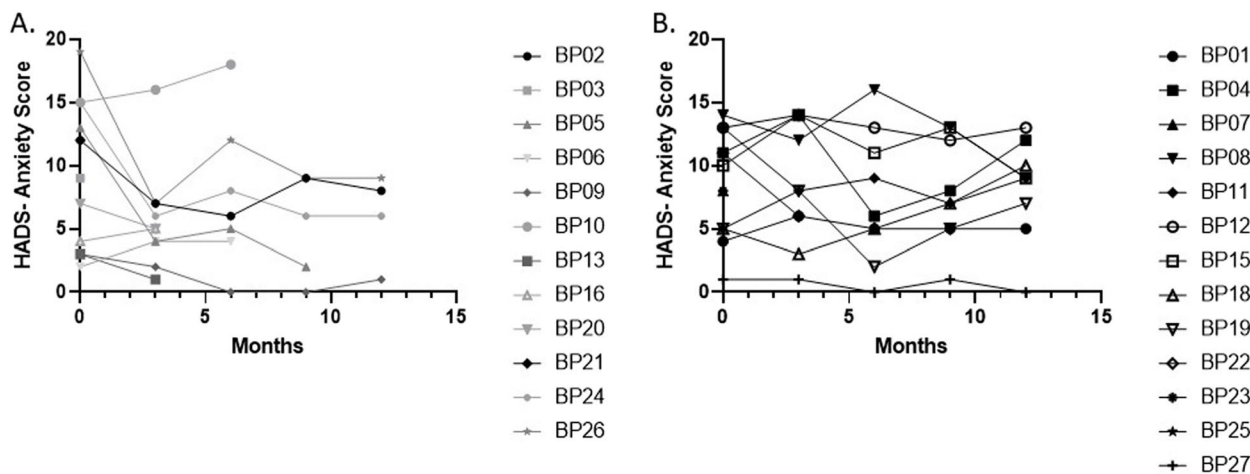 A.
HADS- Anxiety Score
20
15
10
5
0
0 5 10 15
Months
BP02
BP03
BP05
BP06
BP09
BP10
BP13
BP16
BP20
BP21
BP24
BP26
B.
HADS- Anxiety Score
20
15
10
5
0
0 5 10 15
Months
BP01
BP04
BP07
BP08
BP11
BP12
BP15
BP18
BP19
BP22
BP23
BP25
BP27